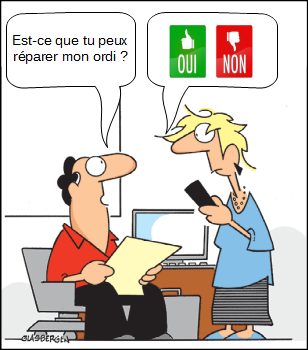 Est-ce que tu peux
réparer mon ordi ?
OUI NON
GLASBERGEN